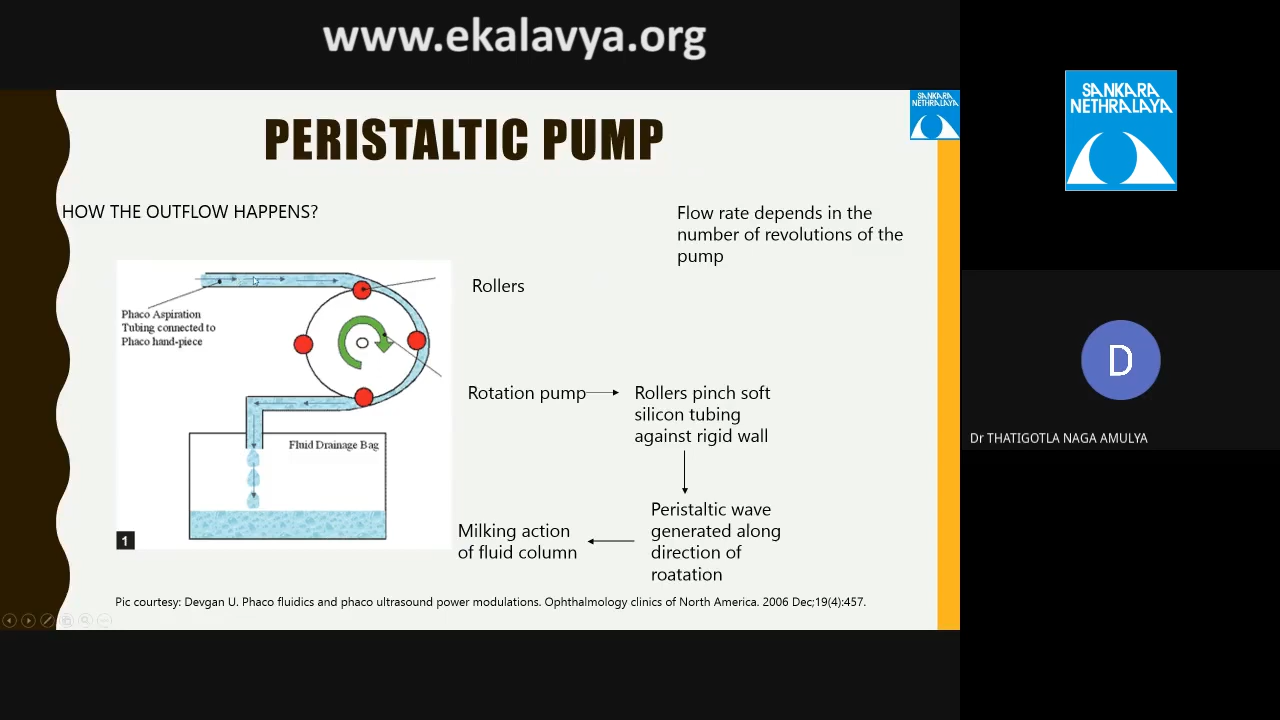 www.ekalavya.org
SANKARA
NETHRALAYA
PERISTALTIC PUMP
SANKARA
NETHRALAYA
HOW THE OUTFLOW HAPPENS?
Flow rate depends in the
number of revolutions of the
pump
Rollers
Phaco Aspiration
Tubing connected to
Phaco hand-piece
Rotation pump
Rollers pinch soft
silicon tubing
against rigid wall
Fluid Drainage Bag
Peristaltic wave
generated along
direction of
roatation
Milking action
of fluid column
1
Pic courtesy: Devgan U. Phaco fluidics and phaco ultrasound power modulations. Ophthalmology clinics of North America. 2006 Dec;19(4):457.
D
Dr THATIGOTLA NAGA AMULYA